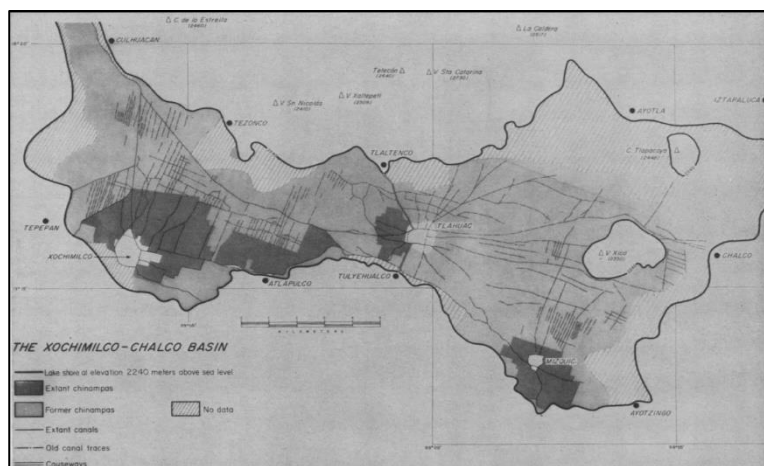 C. de la Estrella
CULHUACAN
La Caldera
V. Sta. Catarina
V. Xaltepetl
V. Sn. Nicolás
TEZONCO
AYOTLA
IZTAPALUCA
TLALTENCO
C. Tlapacoya
TEPEPAN
TLAHUAC
XOCHIMILCO
V. Xico
CHALCO
ATLAPULCO
TULYEHUALCO
KILOMETERS
THE XOCHIMILCO-CHALCO BASIN
MIZQUIC
Lake shore at elevation 2240 meters above sea level
Extant chinampas
Former chinampas
No data
AYOTZINGO
Extant canals
Old canal traces
Causeways